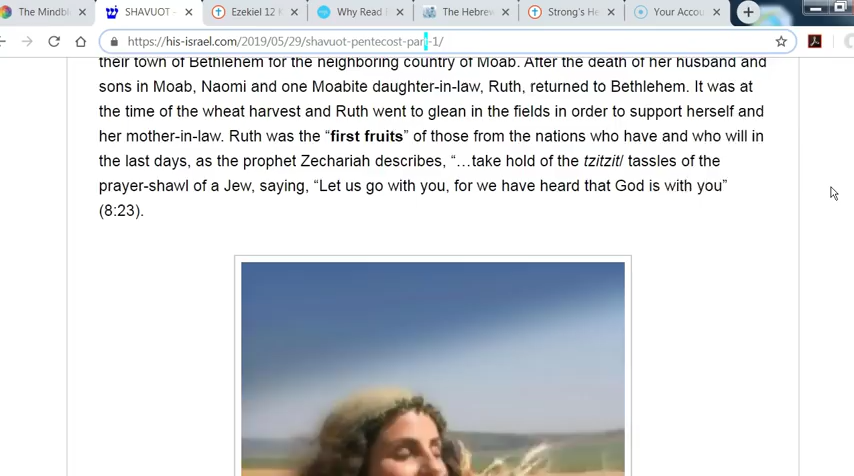 The Mindbl
SHAVUOT -
Ezekiel 12
Why Read
The Hebrew
Strong's He
Your Accou
https://his-israel.com/2019/05/29/shavuot-pentecost-part-1/
their town of Bethlehem for the neighboring country of Moab. After the death of her husband and
sons in Moab, Naomi and one Moabite daughter-in-law, Ruth, returned to Bethlehem. It was at
the time of the wheat harvest and Ruth went to glean in the fields in order to support herself and
her mother-in-law. Ruth was the “first fruits” of those from the nations who have and who will in
the last days, as the prophet Zechariah describes, “…take hold of the tzitzit/ tassles of the
prayer-shawl of a Jew, saying, “Let us go with you, for we have heard that God is with you”
(8:23).